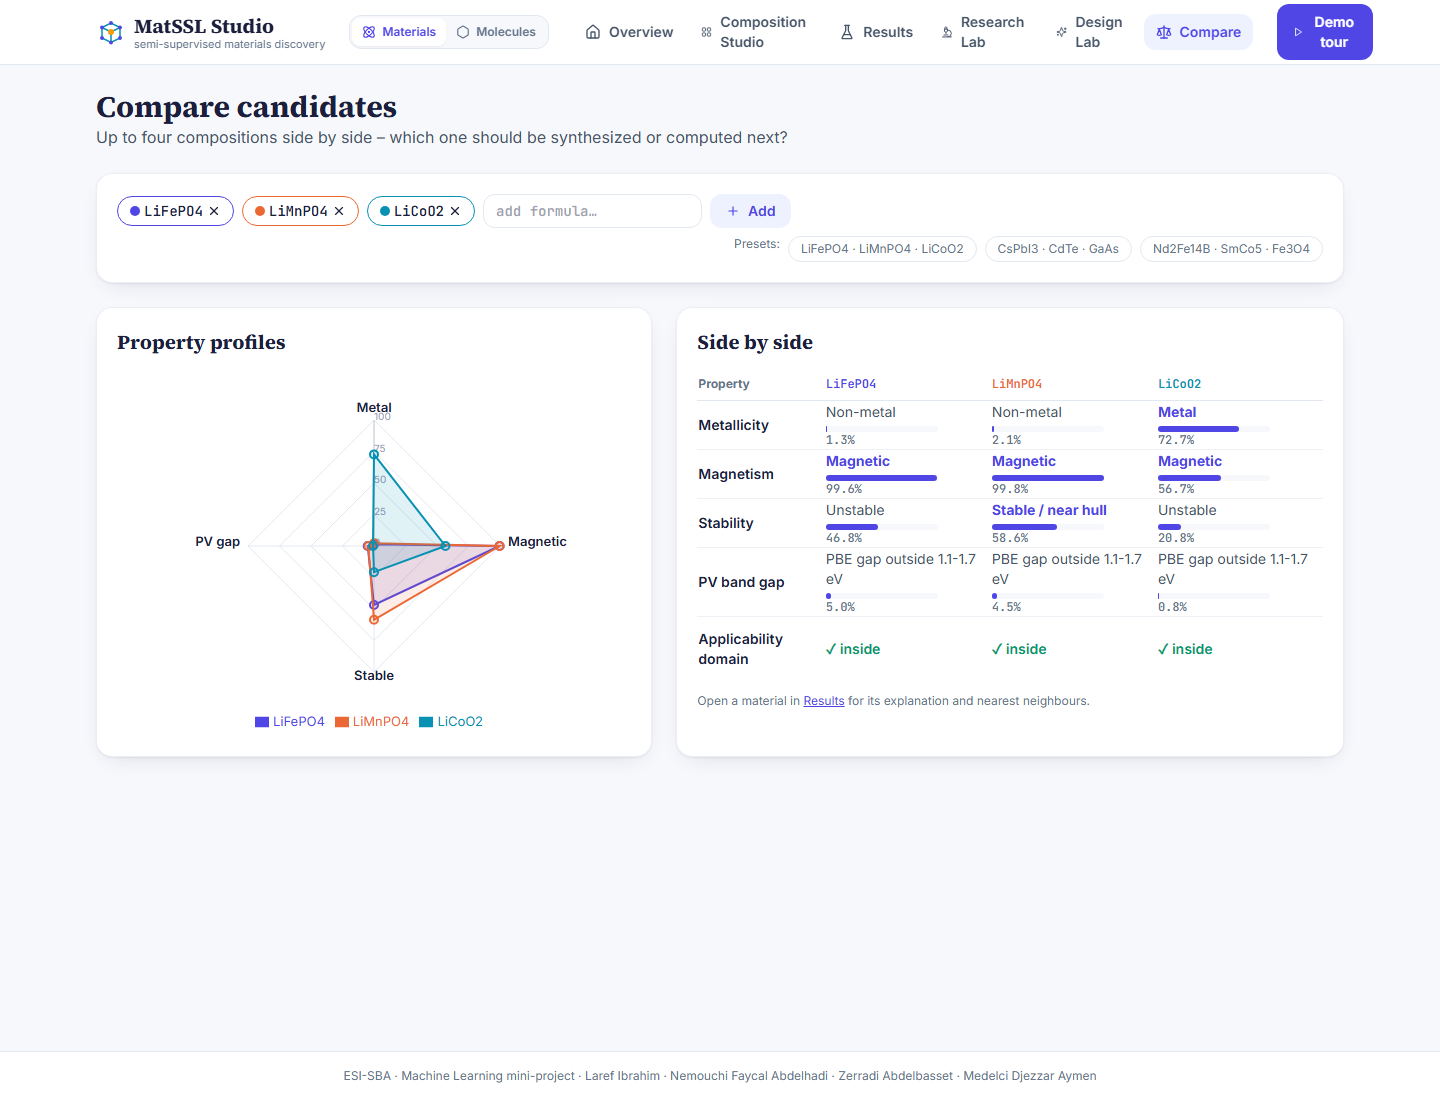 MatSSL Studio
semi-supervised materials discovery
Materials
Molecules
Overview
Composition Studio
Results
Research Lab
Design Lab
Compare
Demo tour
Compare candidates
Up to four compositions side by side – which one should be synthesized or computed next?
LiFePO4 ×
LiMnPO4 ×
LiCoO2 ×
add formula…
+ Add
Presets:
LiFePO4 · LiMnPO4 · LiCoO2
CsPbI3 · CdTe · GaAs
Nd2Fe14B · SmCo5 · Fe3O4
Property profiles
Metal
100
75
50
25
PV gap
Magnetic
Stable
LiFePO4
LiMnPO4
LiCoO2
Side by side
Property LiFePO4 LiMnPO4 LiCoO2
Metallicity
Non-metal Non-metal Metal
1.3% 2.1% 72.7%
Magnetism
Magnetic Magnetic Magnetic
99.6% 99.8% 56.7%
Stability
Unstable Stable / near hull Unstable
46.8% 58.6% 20.8%
PV band gap
PBE gap outside 1.1-1.7 eV PBE gap outside 1.1-1.7 eV PBE gap outside 1.1-1.7 eV
5.0% 4.5% 0.8%
Applicability domain
✓ inside ✓ inside ✓ inside
Open a material in Results for its explanation and nearest neighbours.
ESI-SBA · Machine Learning mini-project · Laref Ibrahim · Nemouchi Faycal Abdelhadi · Zerradi Abdelbasset · Medelci Djezzar Aymen